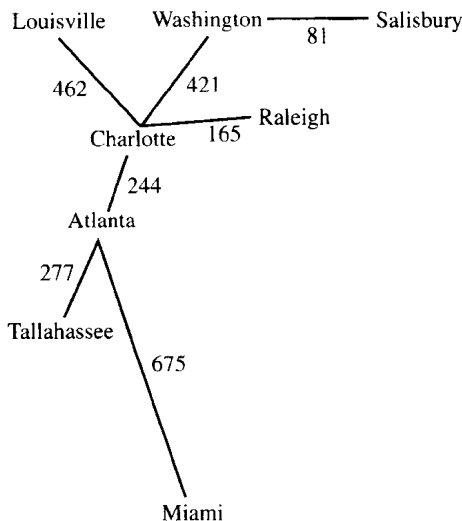 Louisville Washington Salisbury
81
462 421
Raleigh
165
Charlotte
244
Atlanta
277
Tallahassee
675
Miami